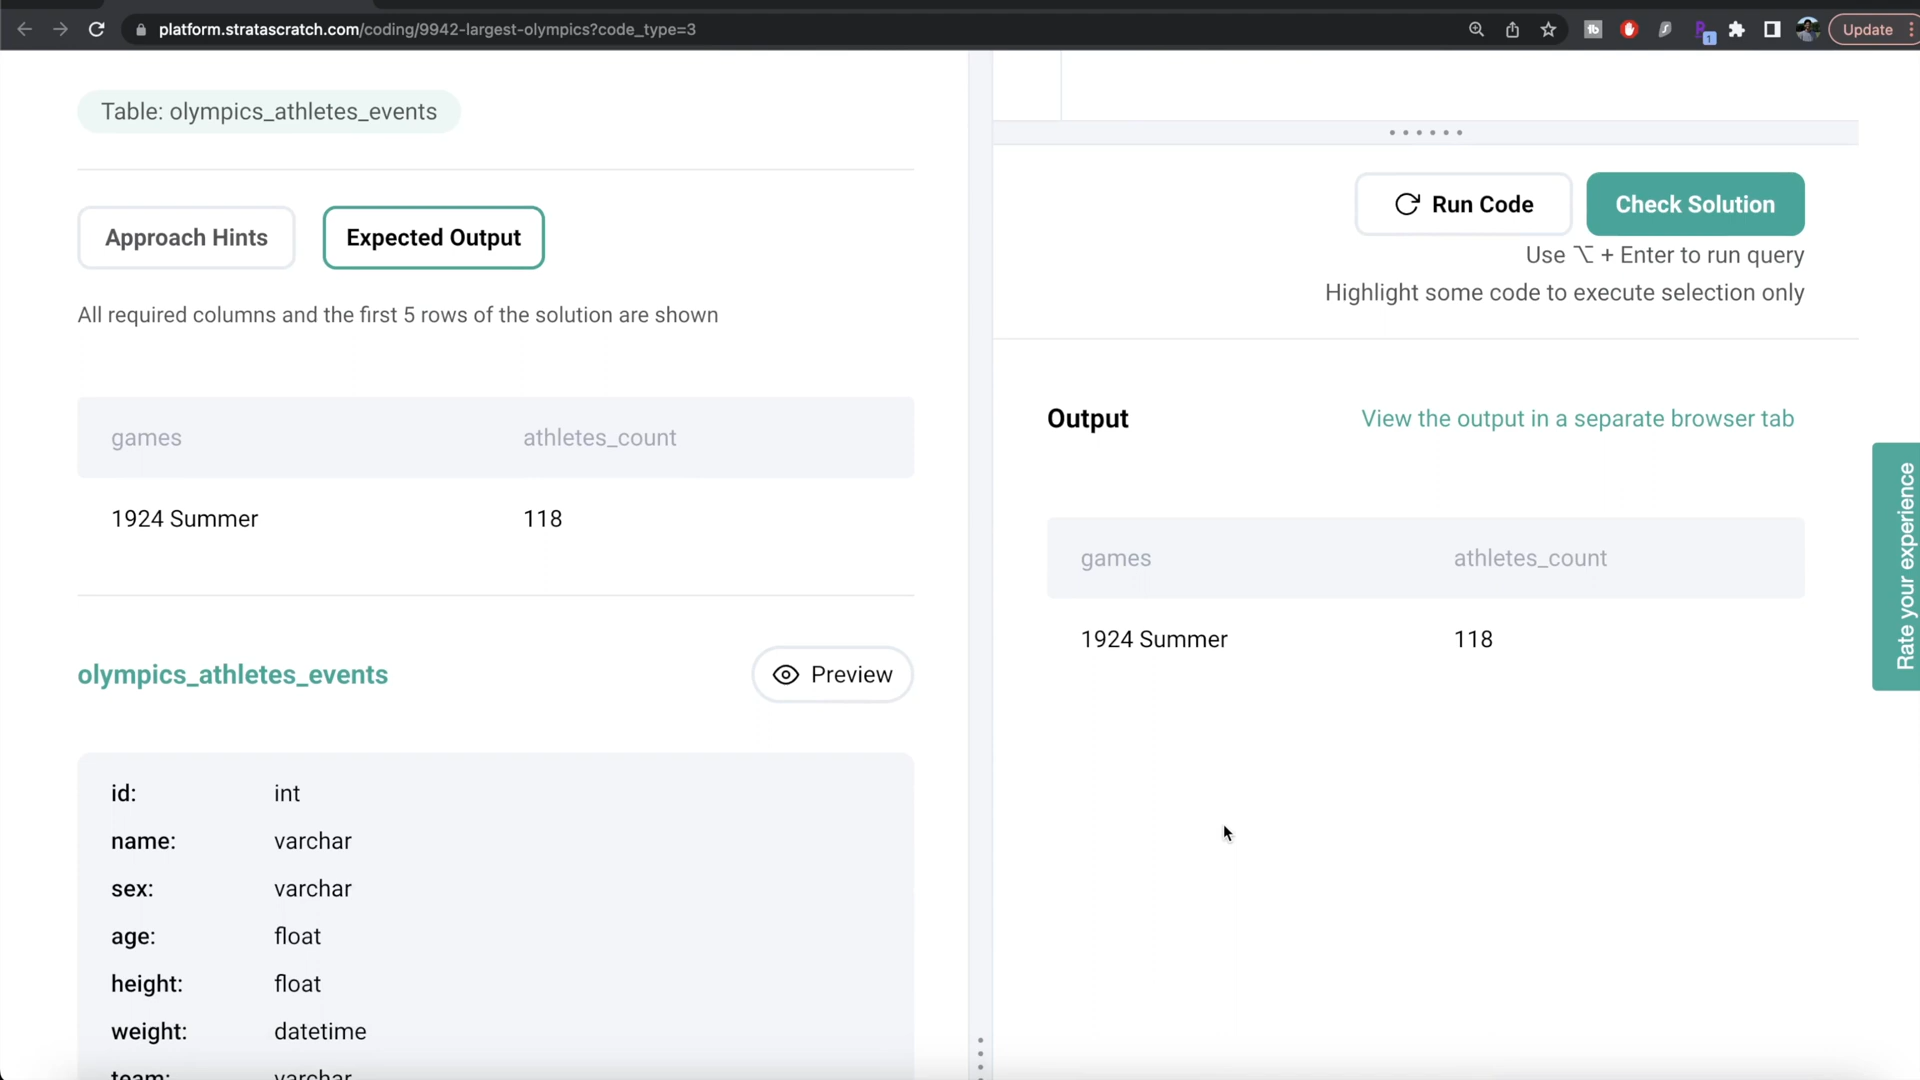 platform.stratascratch.com/coding/9942-largest-olympics?code_type=3
Update
Table: olympics_athletes_events
Approach Hints
Expected Output
All required columns and the first 5 rows of the solution are shown
games athletes_count
1924 Summer 118
olympics_athletes_events
Preview
id: int
name: varchar
sex: varchar
age: float
height: float
weight: datetime
team: varchar
Run Code
Check Solution
Use ⌥ + Enter to run query
Highlight some code to execute selection only
Output
View the output in a separate browser tab
games athletes_count
1924 Summer 118
Rate your experience
1